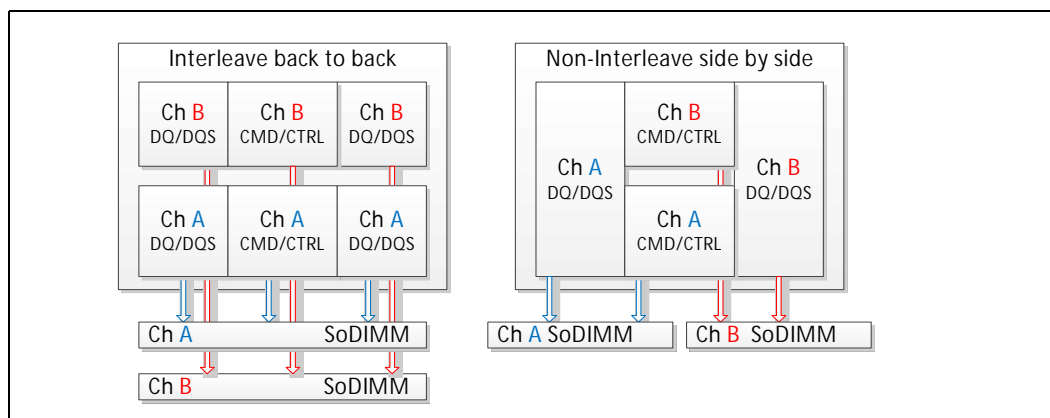 Interleave back to back
Ch B
DQ/DQS
Ch B
CMD/CTRL
Ch B
DQ/DQS
Ch A
DQ/DQS
Ch A
CMD/CTRL
Ch A
DQ/DQS
Ch A SoDIMM
Ch B SoDIMM
Non-Interleave side by side
Ch A
DQ/DQS
Ch B
CMD/CTRL
Ch A
CMD/CTRL
Ch B
DQ/DQS
Ch A SoDIMM
Ch B SoDIMM